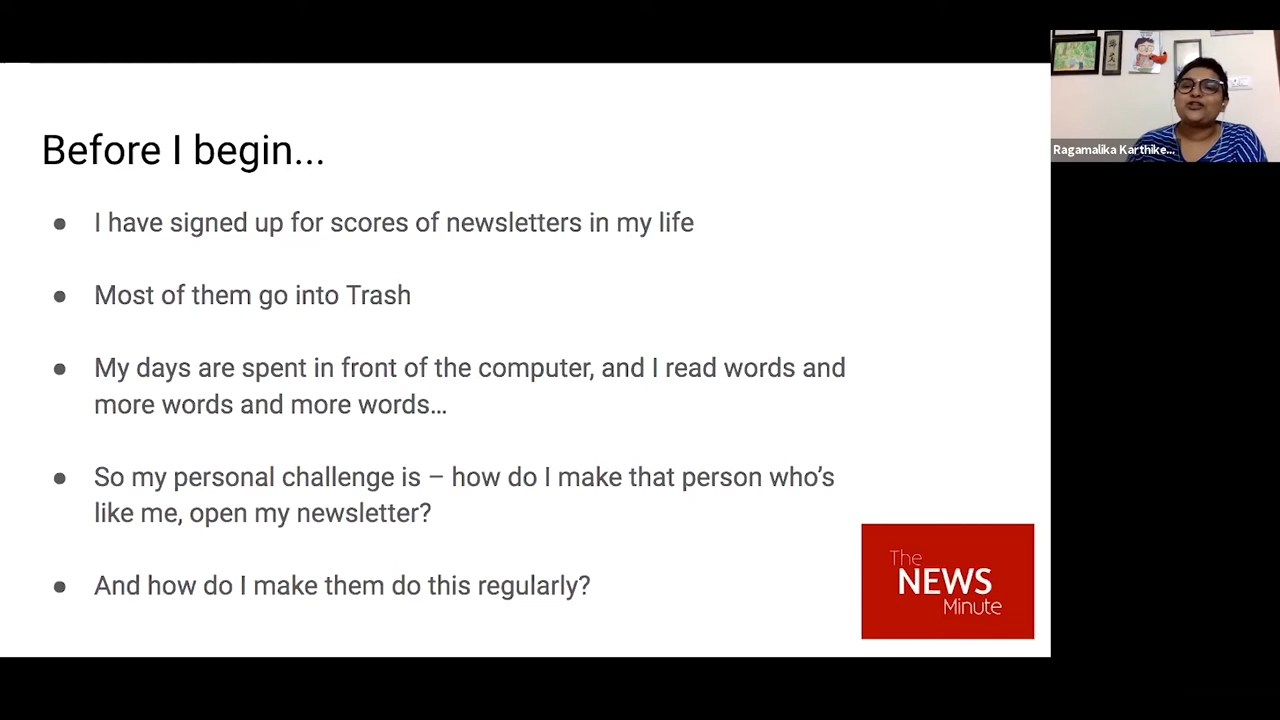 Before I begin...
● I have signed up for scores of newsletters in my life
● Most of them go into Trash
● My days are spent in front of the computer, and I read words and
more words and more words…
● So my personal challenge is – how do I make that person who’s
like me, open my newsletter?
● And how do I make them do this regularly?
The
NEWS
Minute
Ragamalika Karthike...